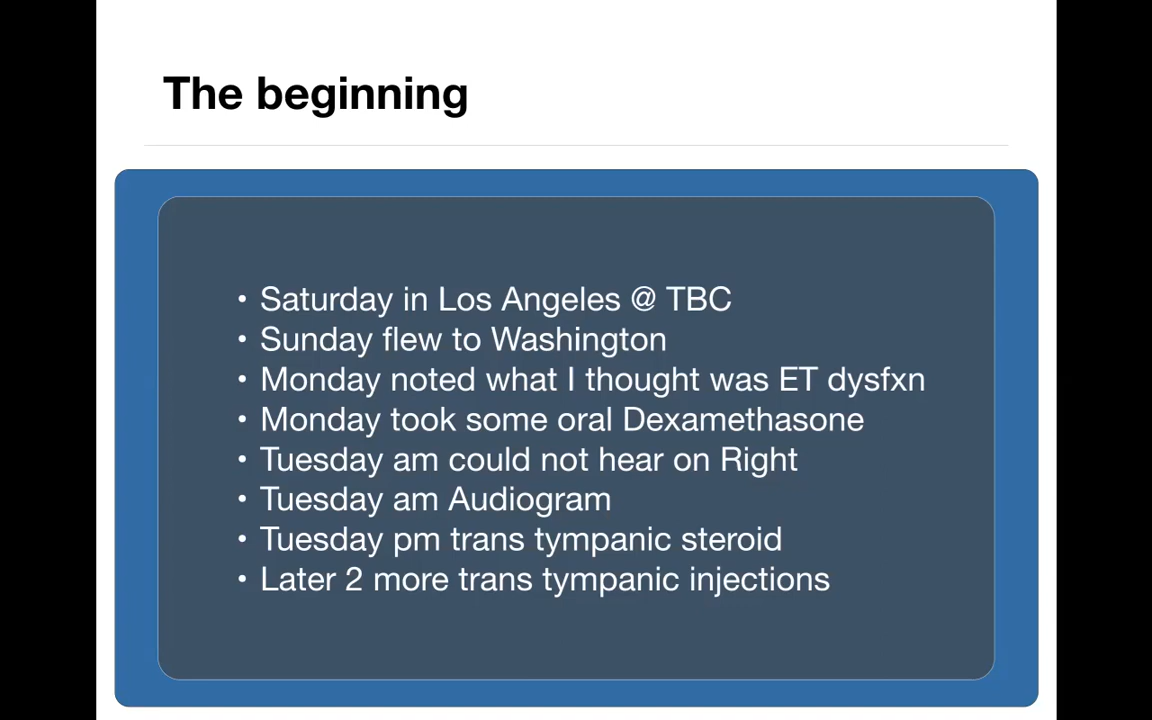 The beginning
• Saturday in Los Angeles @ TBC
• Sunday flew to Washington
• Monday noted what I thought was ET dysfxn
• Monday took some oral Dexamethasone
• Tuesday am could not hear on Right
• Tuesday am Audiogram
• Tuesday pm trans tympanic steroid
• Later 2 more trans tympanic injections